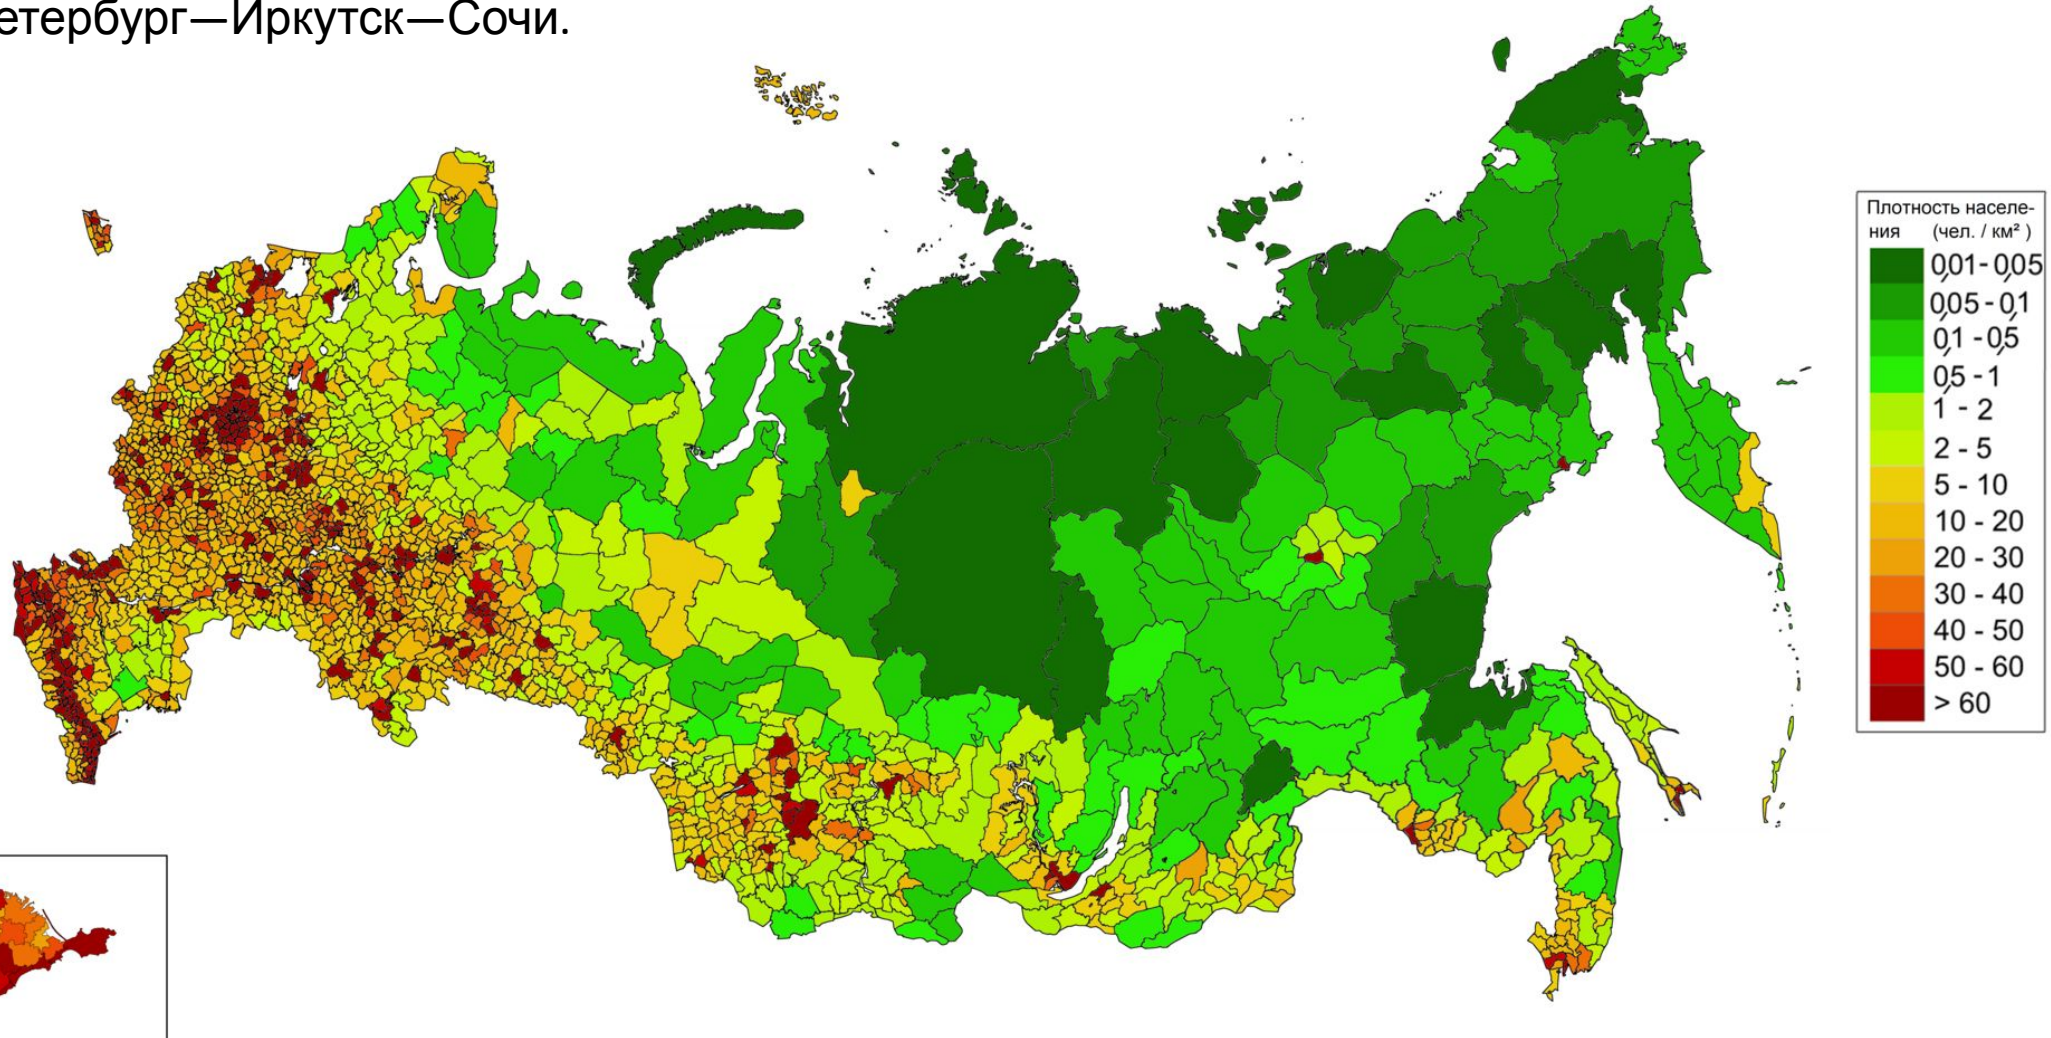 етербург—Иркутск—Сочи.
Плотность населе-
ния (чел. / км² )
0,01 - 0,05
0,05 - 0,1
0,1 - 0,5
0,5 - 1
1 - 2
2 - 5
5 - 10
10 - 20
20 - 30
30 - 40
40 - 50
50 - 60
> 60